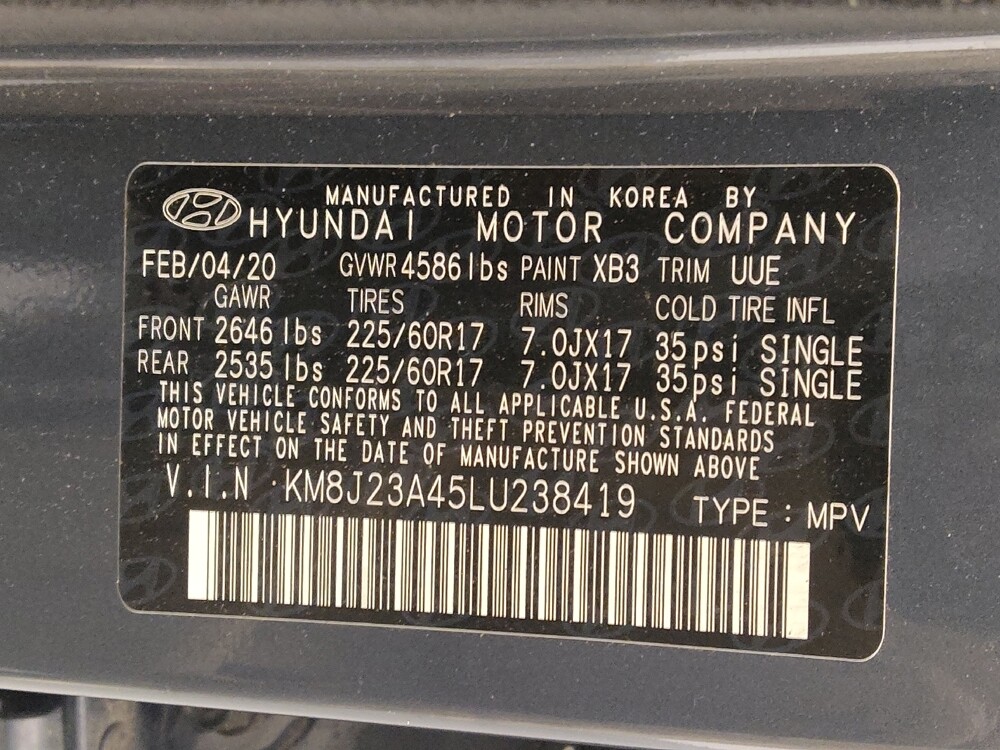 MANUFACTURED IN KOREA BY
HYUNDAI MOTOR COMPANY
FEB/04/20 GVWR 4586lbs PAINT XB3 TRIM UUE
GAWR TIRES RIMS COLD TIRE INFL
FRONT 2646 lbs 225/60R17 7.0JX17 35psi SINGLE
REAR 2535 lbs 225/60R17 7.0JX17 35psi SINGLE
THIS VEHICLE CONFORMS TO ALL APPLICABLE U.S.A. FEDERAL
MOTOR VEHICLE SAFETY AND THEFT PREVENTION STANDARDS
IN EFFECT ON THE DATE OF MANUFACTURE SHOWN ABOVE
V.I.N : KM8J23A45LU238419 TYPE : MPV